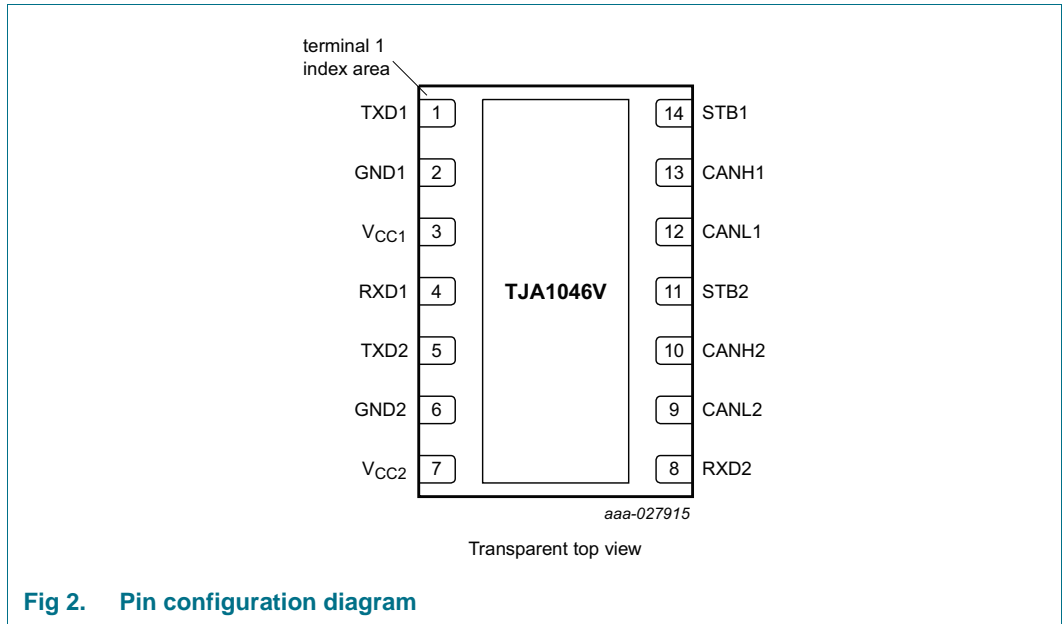 terminal 1
index area
TXD1 1 14 STB1
GND1 2 13 CANH1
VCC1 3 12 CANL1
RXD1 4 TJA1046V 11 STB2
TXD2 5 10 CANH2
GND2 6 9 CANL2
VCC2 7 8 RXD2
aaa-027915
Transparent top view
Fig 2. Pin configuration diagram